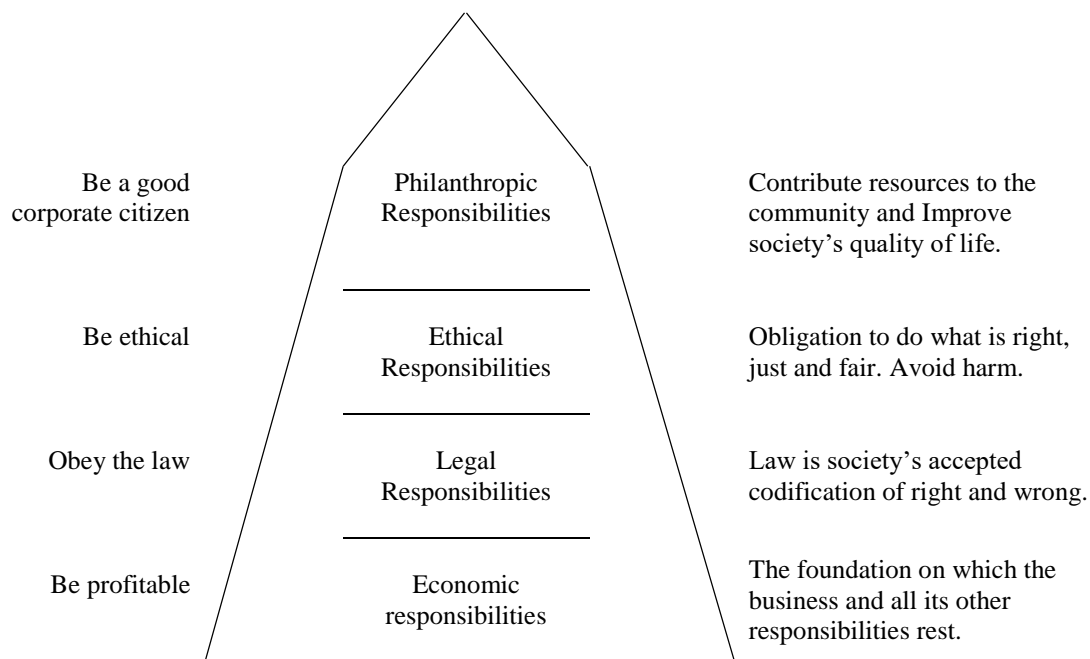 Be a good
corporate citizen
Philanthropic
Responsibilities
Contribute resources to the
community and Improve
society’s quality of life.
Be ethical
Ethical
Responsibilities
Obligation to do what is right,
just and fair. Avoid harm.
Obey the law
Legal
Responsibilities
Law is society’s accepted
codification of right and wrong.
Be profitable
Economic
responsibilities
The foundation on which the
business and all its other
responsibilities rest.